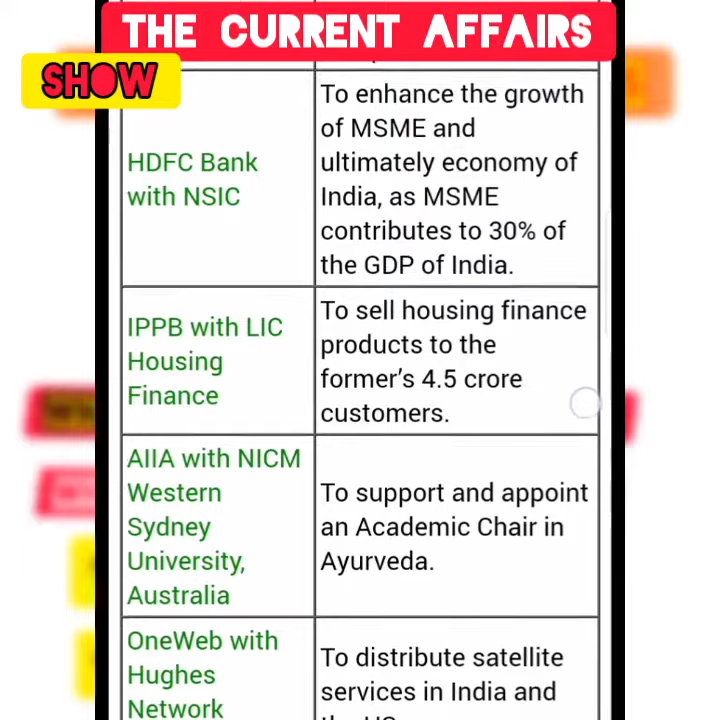 THE CURRENT AFFAIRS
SHOW
HDFC Bank
with NSIC
To enhance the growth
of MSME and
ultimately economy of
India, as MSME
contributes to 30% of
the GDP of India.
IPPB with LIC
Housing
Finance
To sell housing finance
products to the
former's 4.5 crore
customers.
AIIA with NICM
Western
Sydney
University,
Australia
To support and appoint
an Academic Chair in
Ayurveda.
OneWeb with
Hughes
Network
To distribute satellite
services in India and